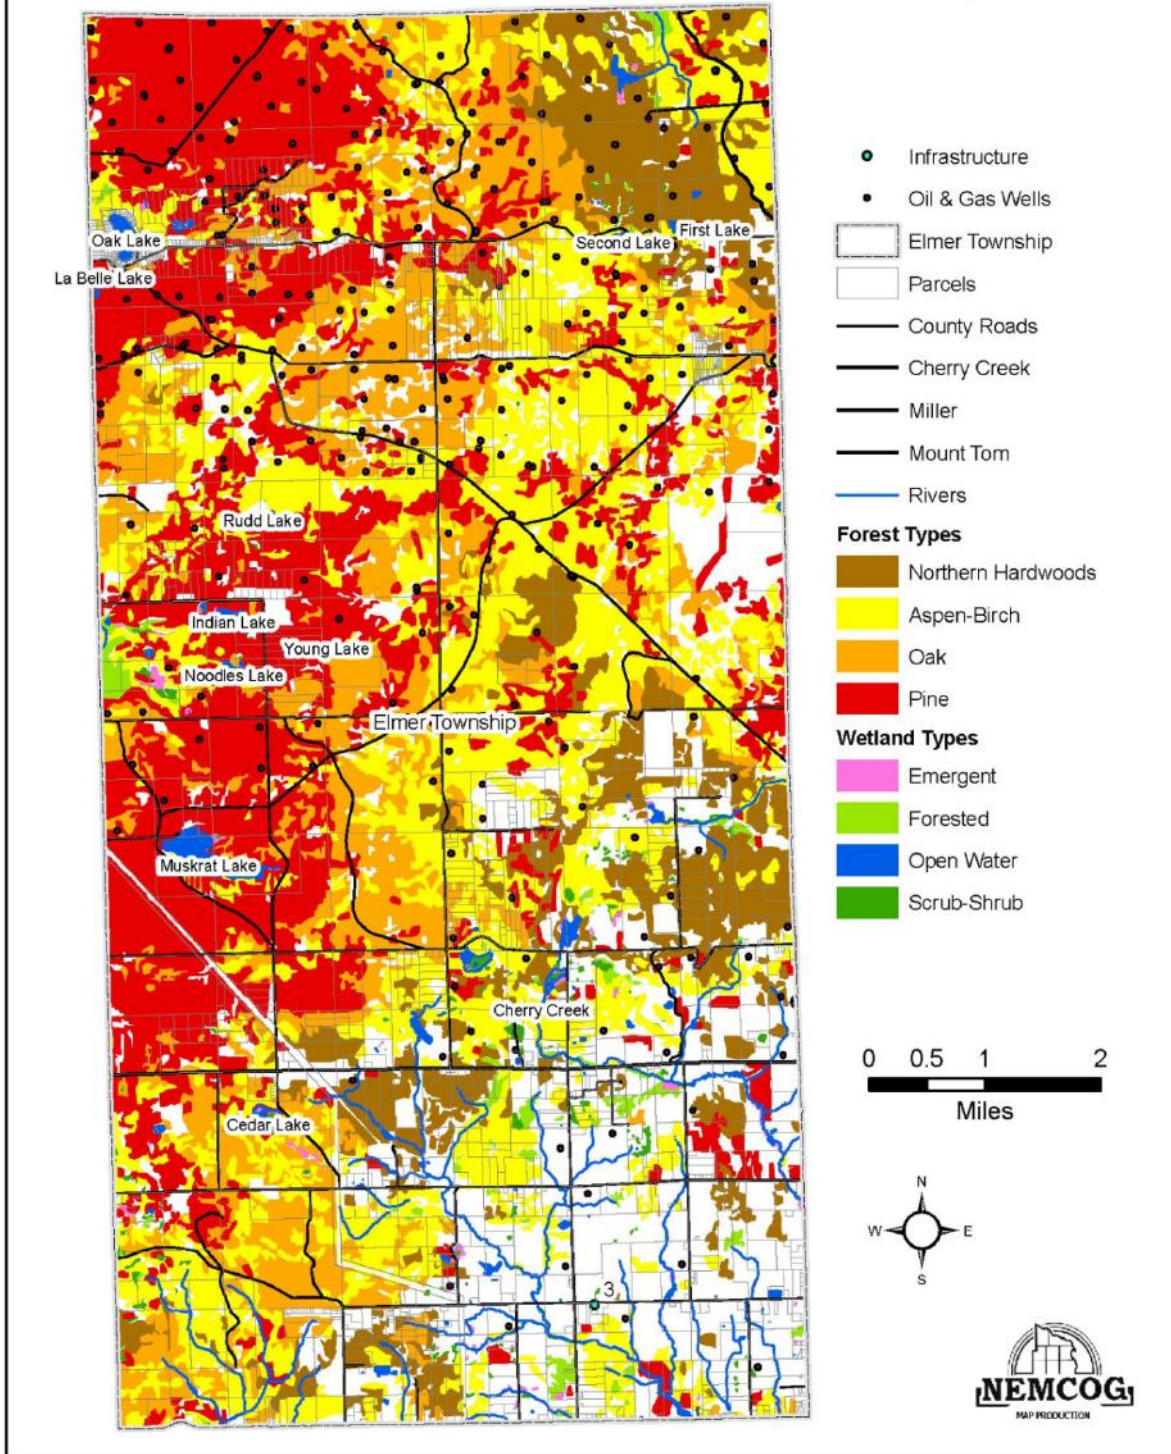 Infrastructure
Oil & Gas Wells
Elmer Township
Parcels
County Roads
Cherry Creek
Miller
Mount Tom
Rivers
Forest Types
Northern Hardwoods
Aspen-Birch
Oak
Pine
Wetland Types
Emergent
Forested
Open Water
Scrub-Shrub
Oak Lake
La Belle Lake
Second Lake
First Lake
Rudd Lake
Indian Lake
Young Lake
Noodles Lake
Elmer Township
Muskrat Lake
Cherry Creek
Cedar Lake
3
0 0.5 1 2
Miles
N
W E
S
NEMCOG
MAP PRODUCTION